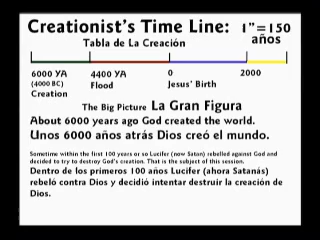 Creationist's Time Line: 1"=150
Tabla de La Creación años
6000 YA 4400 YA 0 2000
(4000 BC) Flood Jesus' Birth
Creation
The Big Picture La Gran Figura
About 6000 years ago God created the world.
Unos 6000 años atrás Dios creó el mundo.
Sometime within the first 100 years or so Lucifer (now Satan) rebelled against God and
decided to try to destroy God's creation. That is the subject of this session.
Dentro de los primeros 100 años Lucifer (ahora Satanás)
rebeló contra Dios y decidió intentar destruir la creación de
Dios.